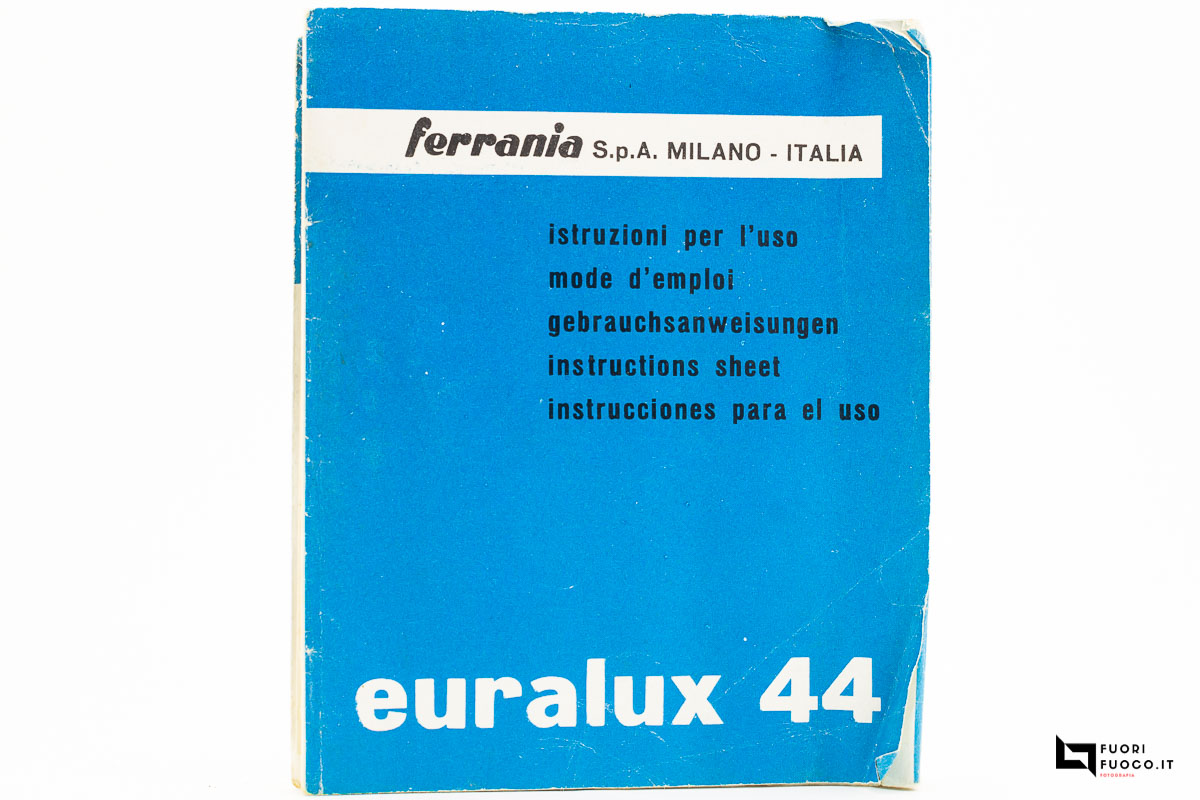 ferrania S.p.A. MILANO - ITALIA
istruzioni per l'uso
mode d'emploi
gebrauchsanweisungen
instructions sheet
instrucciones para el uso
euralux 44
FUORI
FUOCO.IT
FOTOGRAFIA